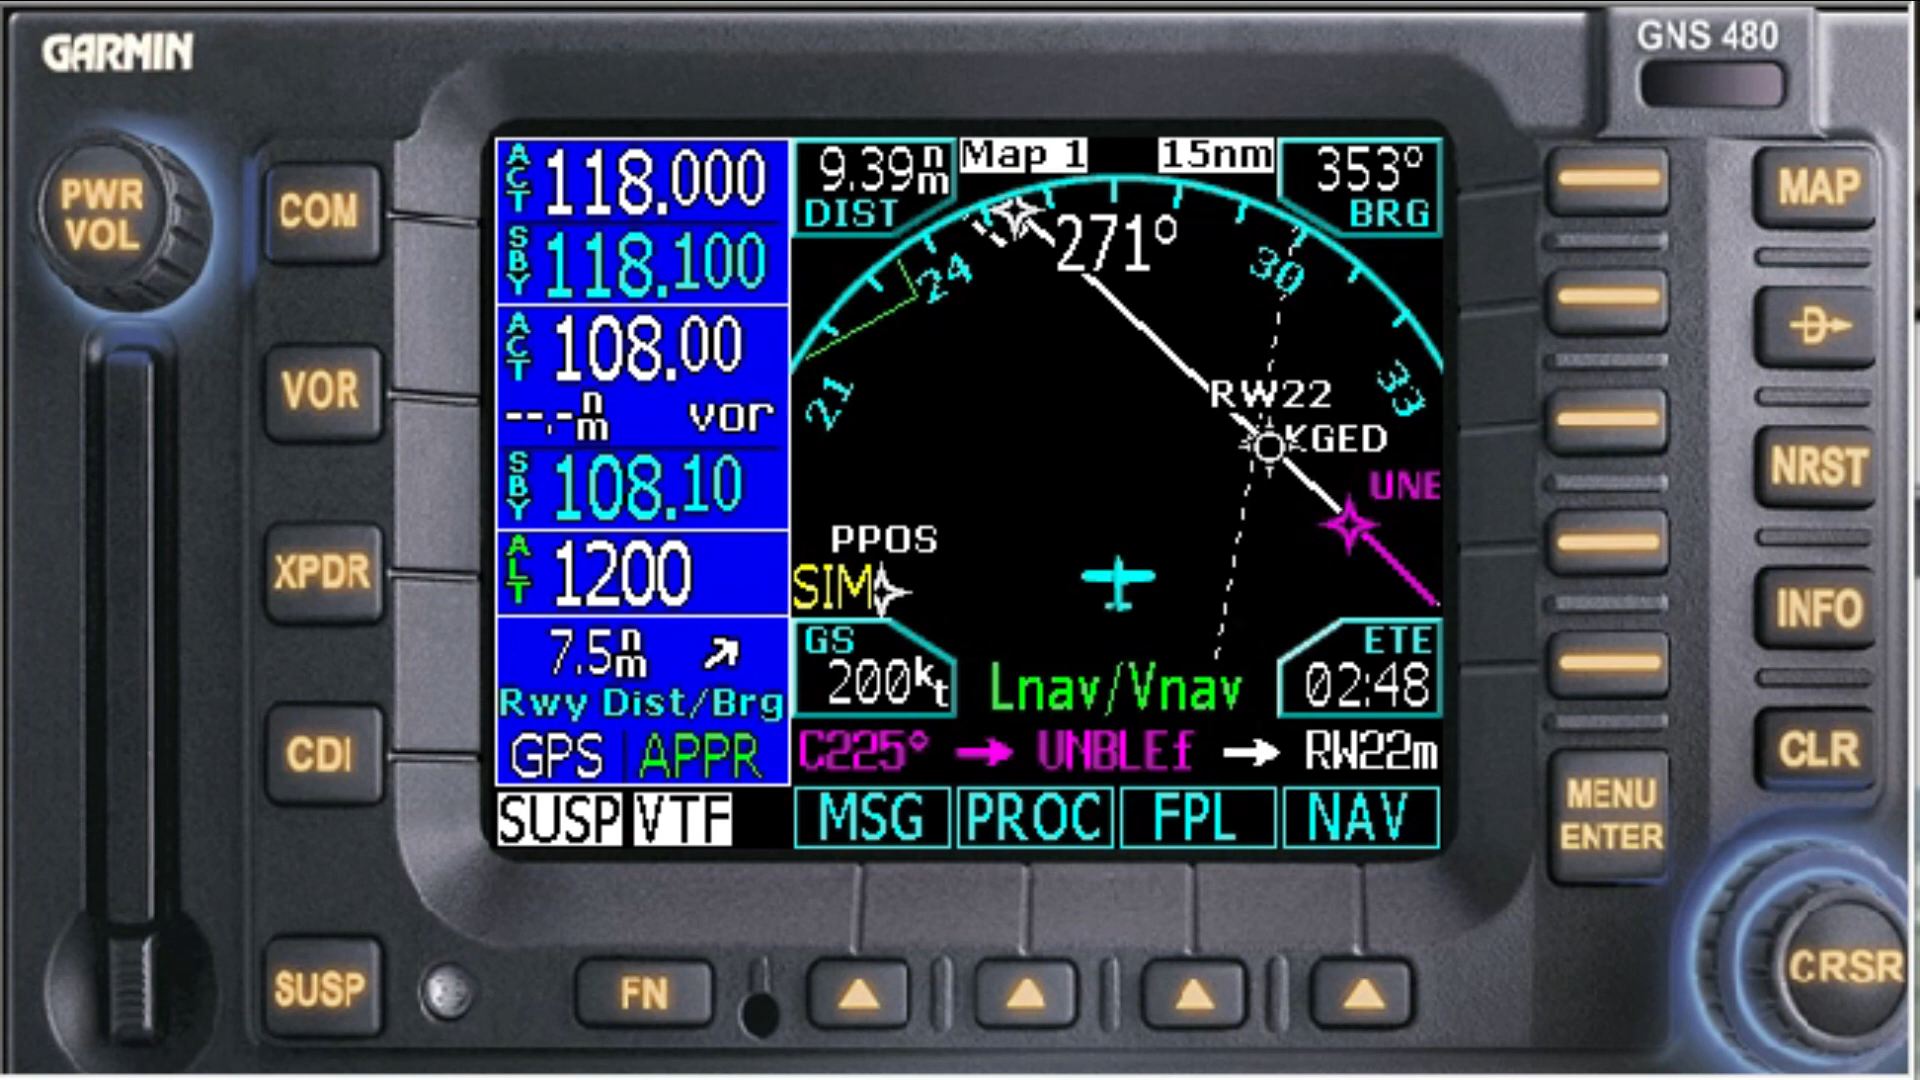 GARMIN
GNS 480
PWR
VOL
COM
VOR
XPDR
CDI
SUSP
ACT 118.000
SBY 118.100
ACT 108.00
--.-nm vor
SBY 108.10
ALT 1200
7.5nm
Rwy Dist/Brg
GPS APPR
SUSP VTF
9.39nm
DIST
Map 1
15nm
353°
BRG
271°
24
30
21
33
RW22
KGED
UNE
PPOS
SIM
GS
200kt
Lnav/Vnav
ETE
02:48
C225° → UNBLEf → RW22m
MSG PROC FPL NAV
FN
MAP
D
NRST
INFO
CLR
MENU
ENTER
CRSR